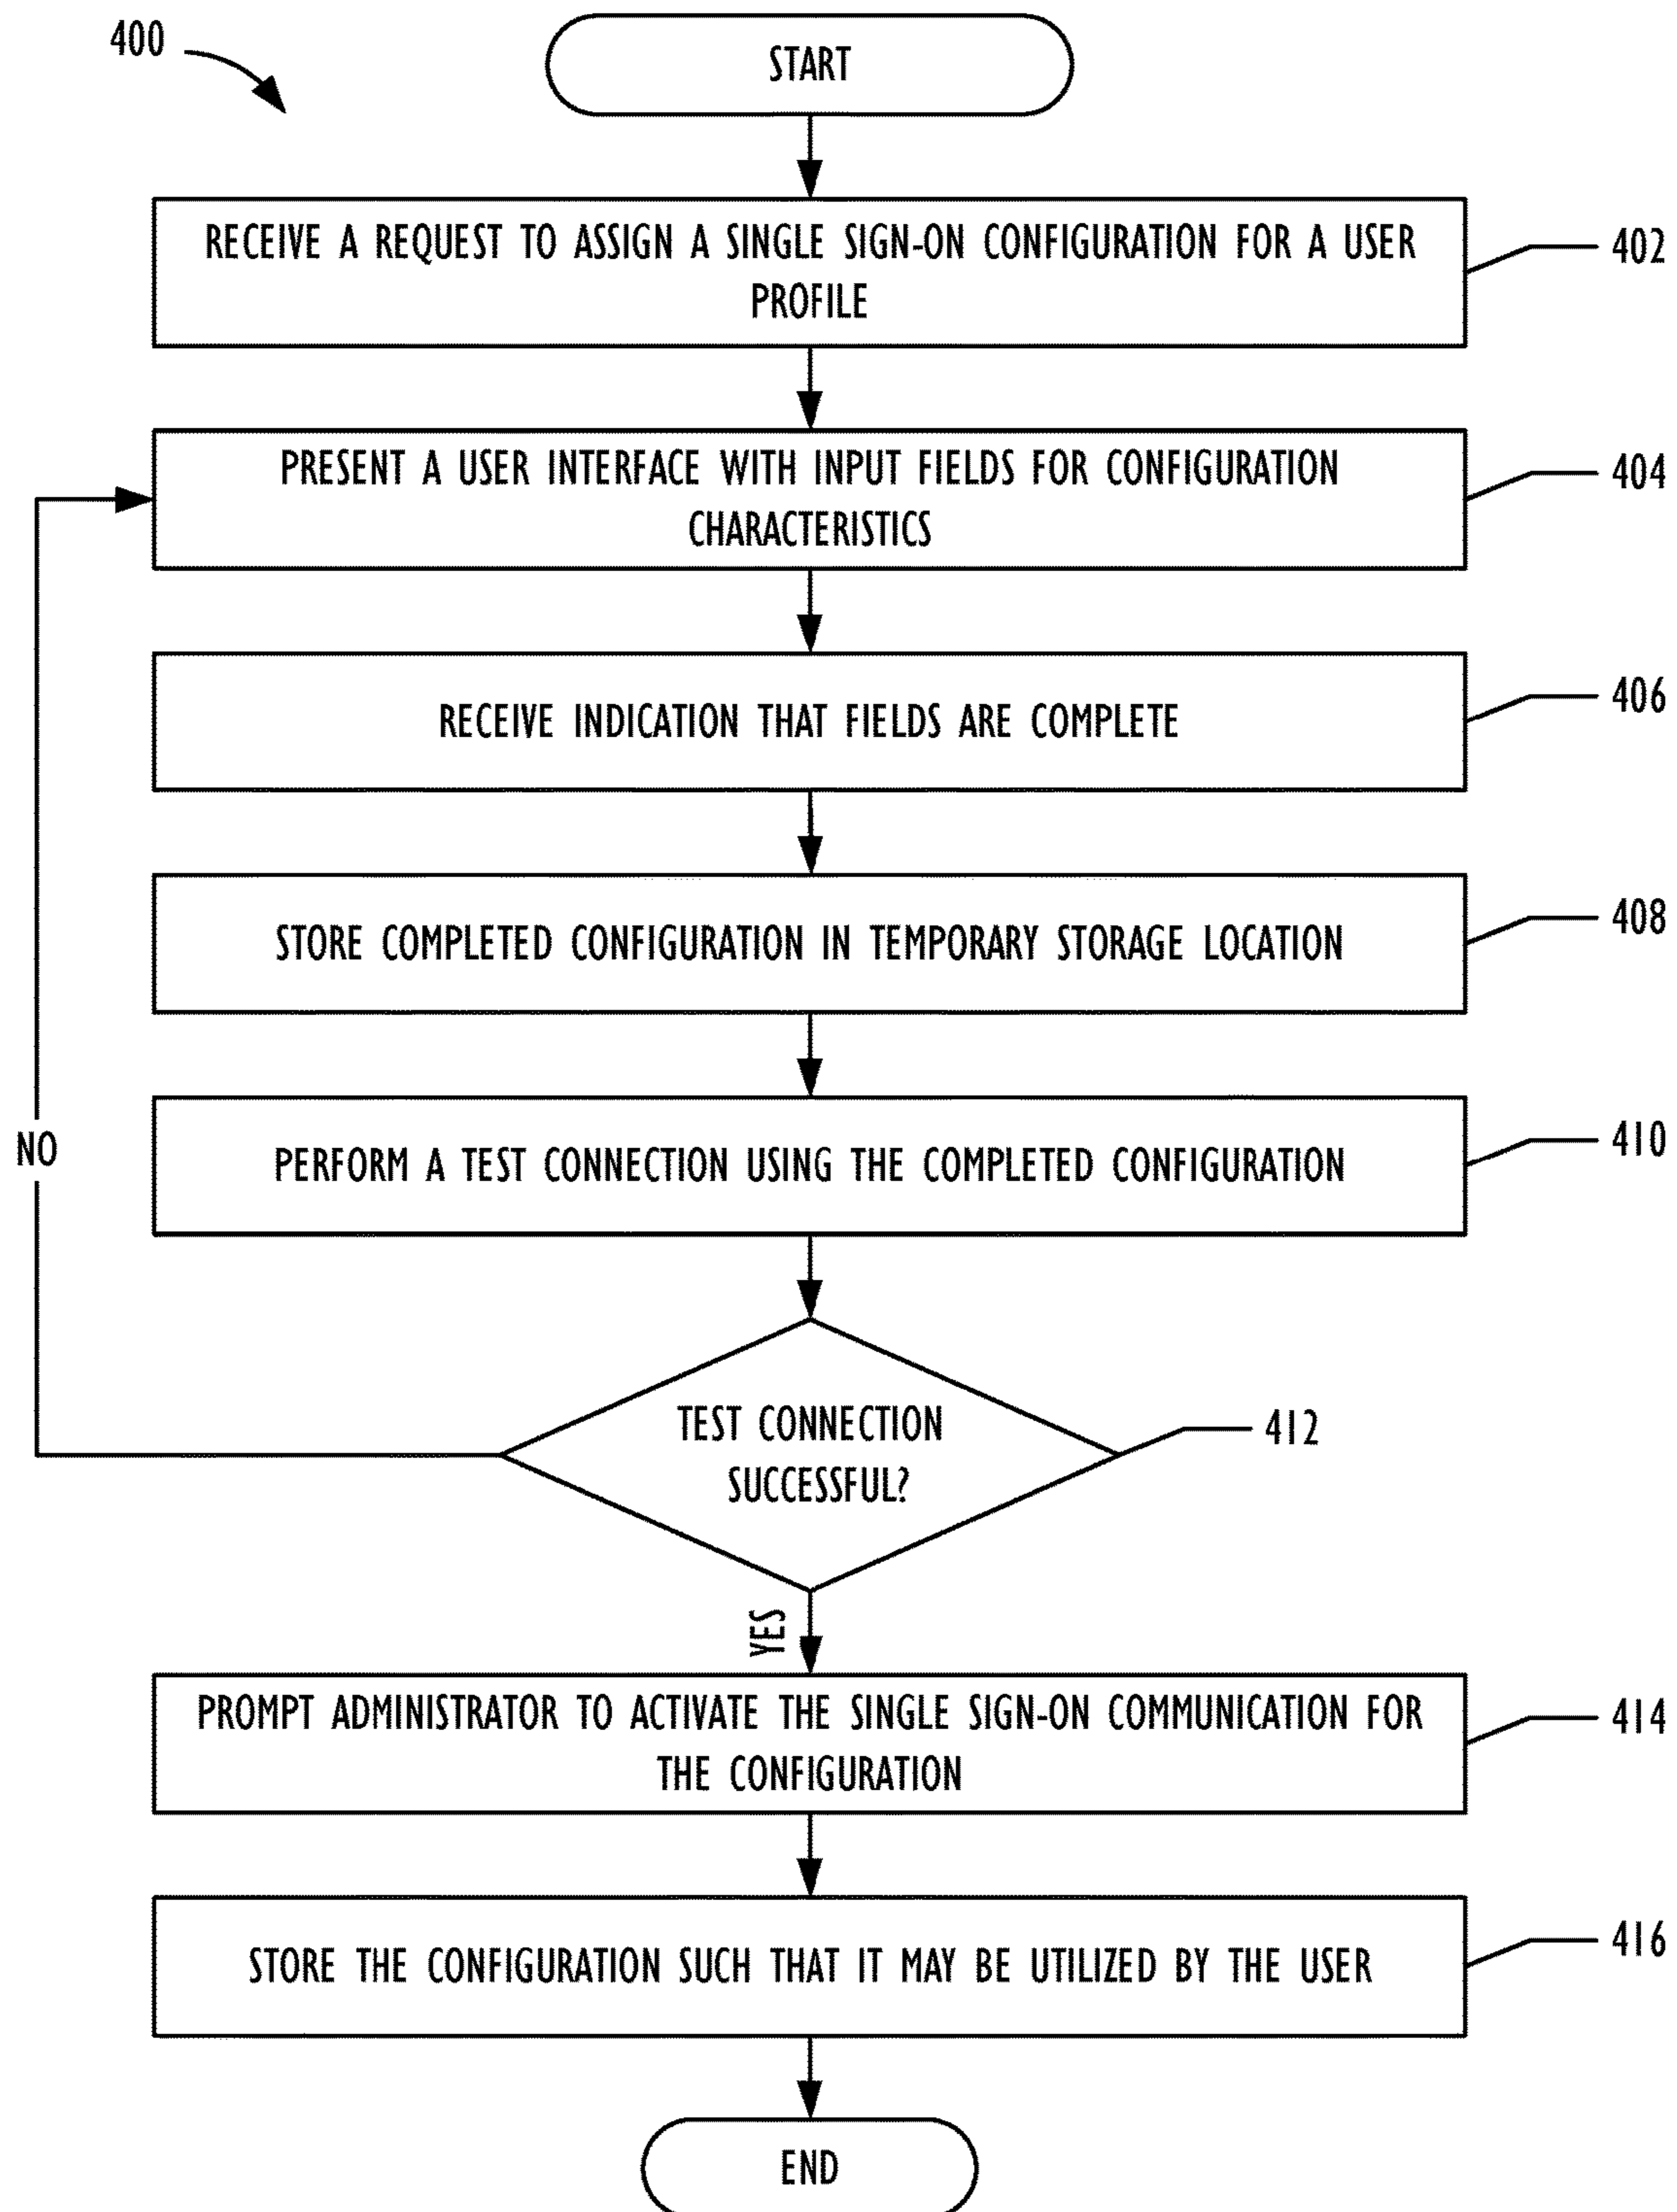 400
START
RECEIVE A REQUEST TO ASSIGN A SINGLE SIGN-ON CONFIGURATION FOR A USER
PROFILE
402
PRESENT A USER INTERFACE WITH INPUT FIELDS FOR CONFIGURATION
CHARACTERISTICS
404
RECEIVE INDICATION THAT FIELDS ARE COMPLETE
406
STORE COMPLETED CONFIGURATION IN TEMPORARY STORAGE LOCATION
408
PERFORM A TEST CONNECTION USING THE COMPLETED CONFIGURATION
410
NO
TEST CONNECTION
SUCCESSFUL?
412
YES
PROMPT ADMINISTRATOR TO ACTIVATE THE SINGLE SIGN-ON COMMUNICATION FOR
THE CONFIGURATION
414
STORE THE CONFIGURATION SUCH THAT IT MAY BE UTILIZED BY THE USER
416
END